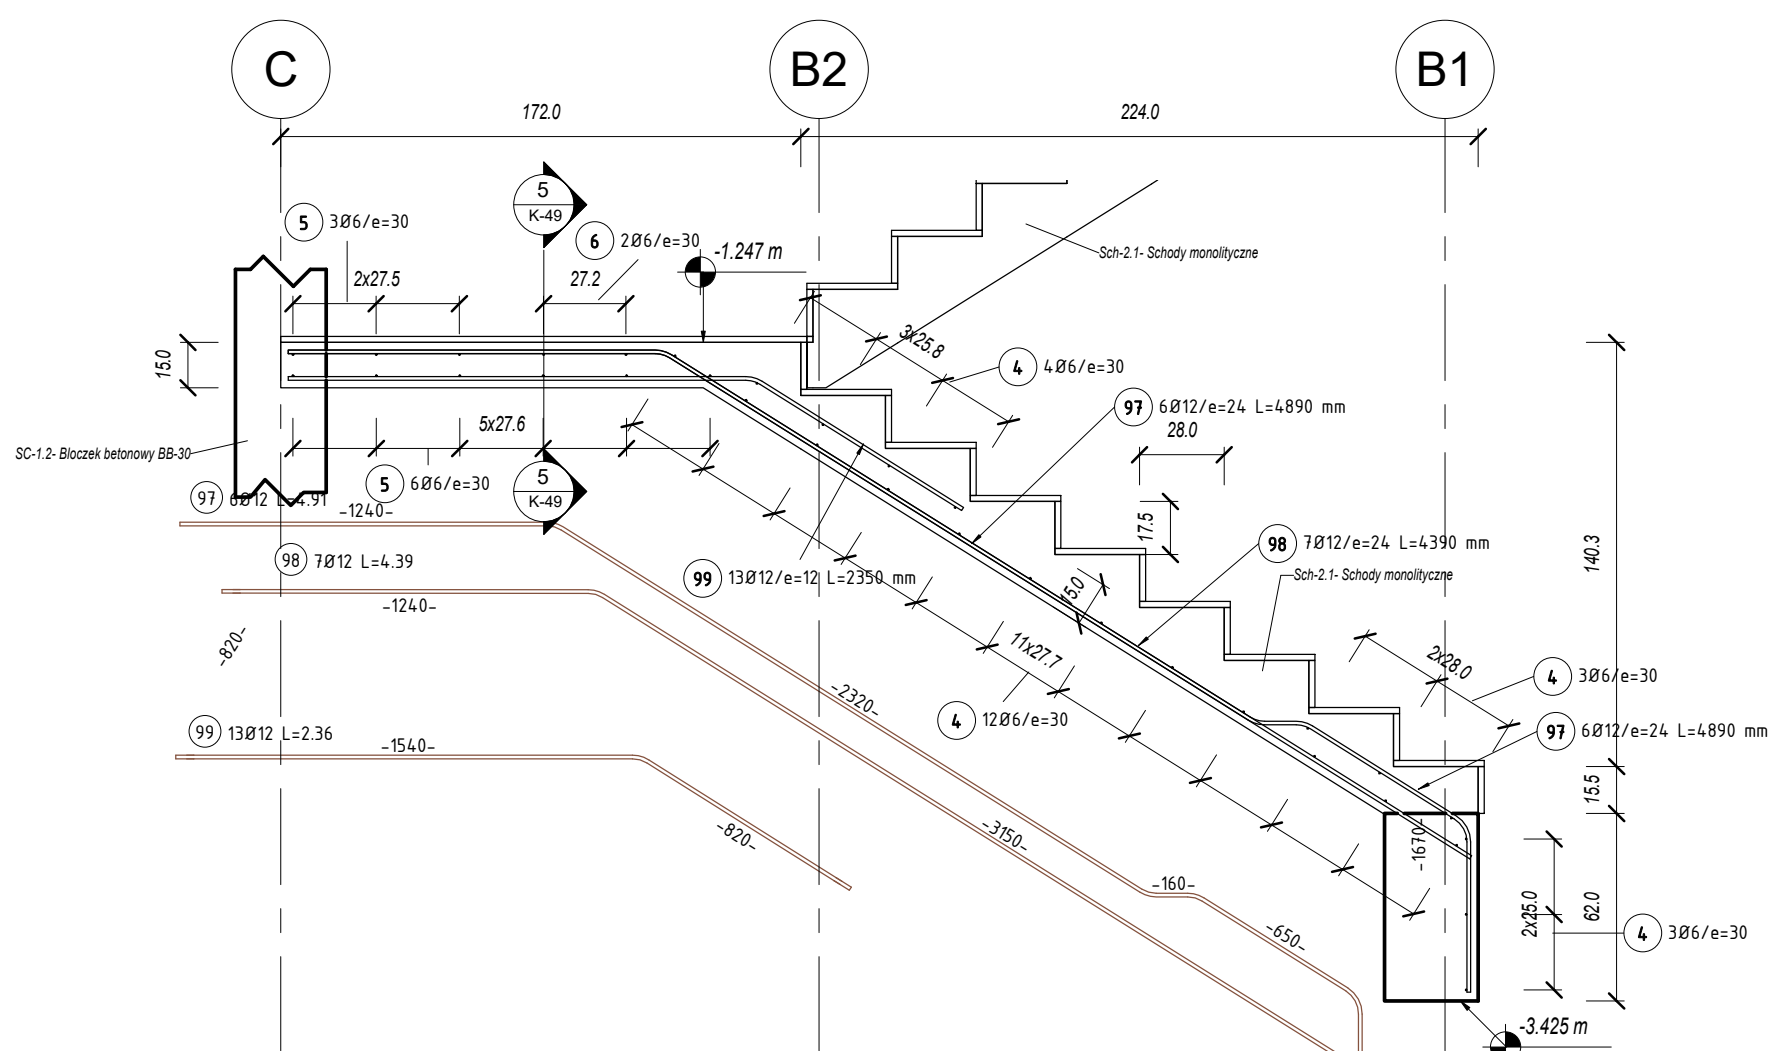 C
B2
B1
172.0
224.0
5
K-49
5
3Ø6/e=30
6
2Ø6/e=30
-1.247 m
Sch-2.1- Schody monolityczne
2x27.5
27.2
15.0
3x25.8
4
4Ø6/e=30
97
6Ø12/e=24 L=4890 mm
28.0
5x27.6
SC-1.2- Bloczek betonowy BB-30
5
6Ø6/e=30
5
K-49
97
6Ø12 L=4.91
-1240-
17.5
98
7Ø12/e=24 L=4390 mm
140.3
98
7Ø12 L=4.39
99
13Ø12/e=12 L=2350 mm
Sch-2.1- Schody monolityczne
15.0
-1240-
-820-
11x27.7
2x28.0
4
3Ø6/e=30
-2320-
4
12Ø6/e=30
97
6Ø12/e=24 L=4890 mm
99
13Ø12 L=2.36
-1540-
15.5
-820-
-3150-
-1670-
-160-
2x25.0
62.0
-650-
4
3Ø6/e=30
-3.425 m